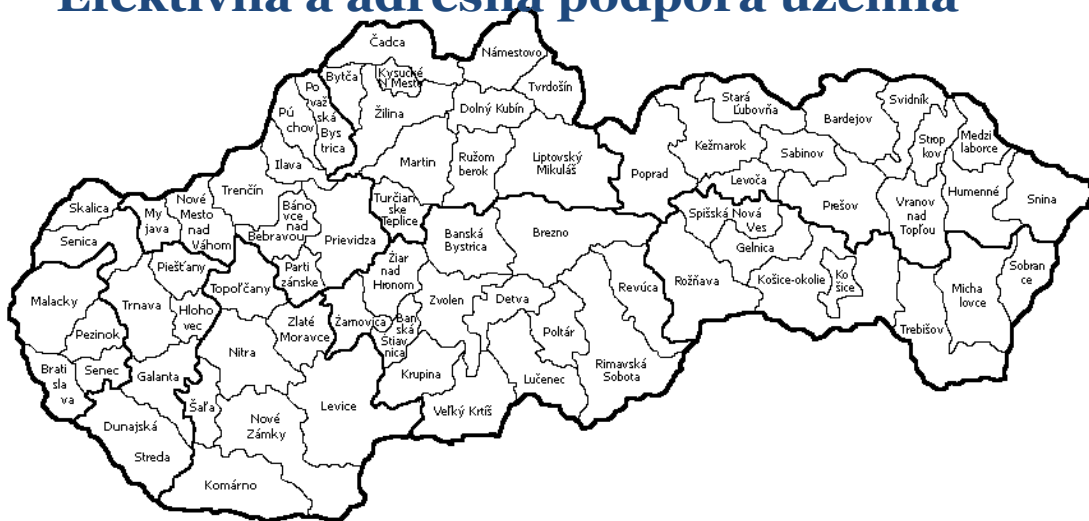 Efektívna a adresná podpora územia
Čadca
Námestovo
Bytča
Kysucké
N Mesto
Tvrdošín
Po
važ
ská
Bys
trica
Pú
chov
Žilina
Dolný Kubín
Stará
Ľubovňa
Svidník
Bardejov
Strop
kov
Medzi
laborce
Ilava
Martin
Ružom
berok
Liptovský
Mikuláš
Poprad
Kežmarok
Sabinov
Levoča
Prešov
Humenné
Snina
Vranov
nad
Topľou
Skalica
Senica
My
java
Nové
Mesto
nad
Váhom
Trenčín
Báno
vce
nad
Bebravou
Prievidza
Turčian
ske
Teplice
Banská
Bystrica
Brezno
Spišská Nová
Ves
Gelnica
Rožňava
Košice-okolie
Ko
šice
Micha
lovce
Sobran
ce
Trebišov
Piešťany
Topoľčany
Parti
zánske
Žiar
nad
Hronom
Malacky
Trnava
Hloho
vec
Pezinok
Zlaté
Moravce
Žarnovica
Ban
ská
Štiav
nica
Zvolen
Detva
Poltár
Revúca
Rimavská
Sobota
Brati
sla
va
Senec
Galanta
Nitra
Levice
Krupina
Lučenec
Veľký Krtíš
Šaľa
Nové
Zámky
Dunajská
Streda
Komárno